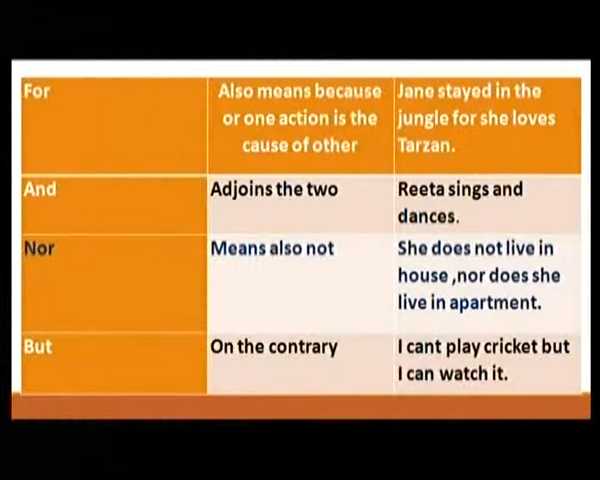 For
Also means because
or one action is the
cause of other
Jane stayed in the
jungle for she loves
Tarzan.
And
Adjoins the two
Reeta sings and
dances.
Nor
Means also not
She does not live in
house ,nor does she
live in apartment.
But
On the contrary
I cant play cricket but
I can watch it.